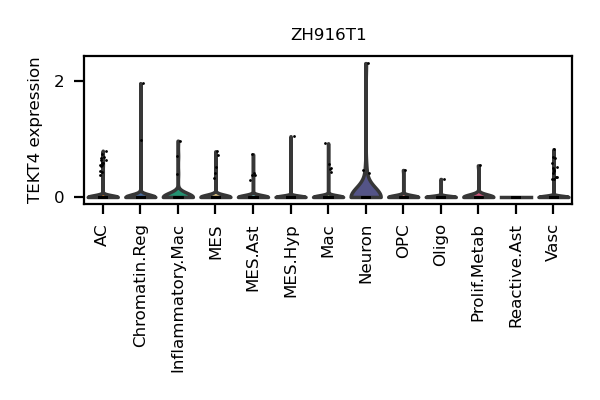 ZH916T1
TEKT4 expression
2
0
AC
Chromatin.Reg
Inflammatory.Mac
MES
MES.Ast
MES.Hyp
Mac
Neuron
OPC
Oligo
Prolif.Metab
Reactive.Ast
Vasc